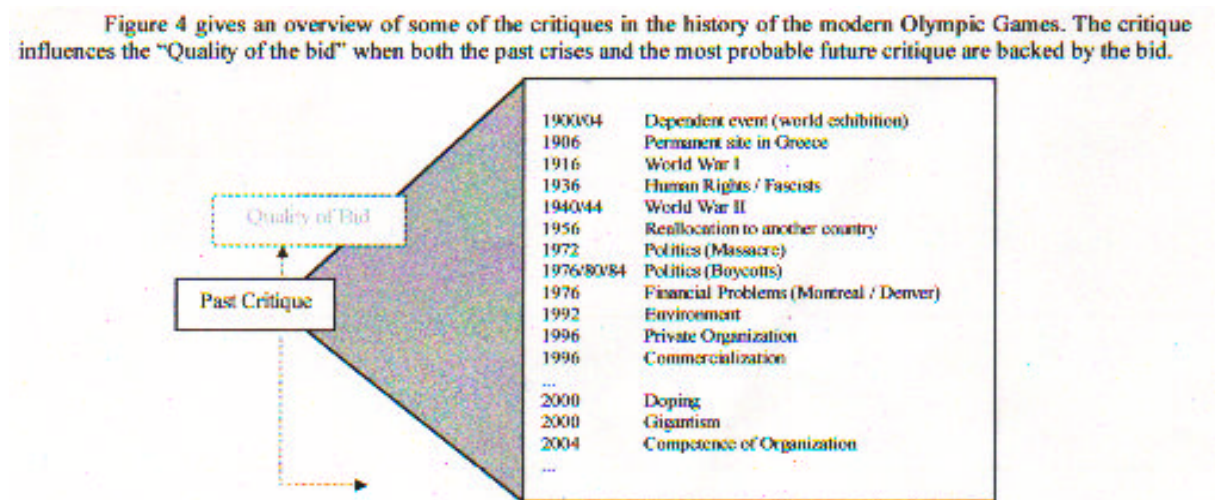 Figure 4 gives an overview of some of the critiques in the history of the modern Olympic Games. The critique
influences the “Quality of the bid” when both the past crises and the most probable future critique are backed by the bid.
1900/04 Dependent event (world exhibition)
1906 Permanent site in Greece
1916 World War I
1936 Human Rights / Fascists
1940/44 World War II
1956 Reallocation to another country
1972 Politics (Massacre)
1976/80/84 Politics (Boycotts)
1976 Financial Problems (Montreal / Denver)
1992 Environment
1996 Private Organization
1996 Commercialization
...
2000 Doping
2000 Gigantism
2004 Competence of Organization
...
Quality of Bid
Past Critique